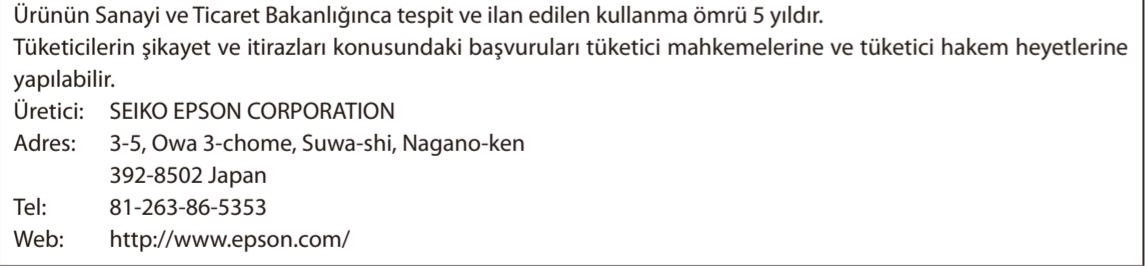 Ürünün Sanayi ve Ticaret Bakanlığınca tespit ve ilan edilen kullanma ömrü 5 yıldır.
Tüketicilerin şikayet ve itirazları konusundaki başvuruları tüketici mahkemelerine ve tüketici hakem heyetlerine
yapılabilir.
Üretici: SEIKO EPSON CORPORATION
Adres: 3-5, Owa 3-chome, Suwa-shi, Nagano-ken
392-8502 Japan
Tel: 81-263-86-5353
Web: http://www.epson.com/